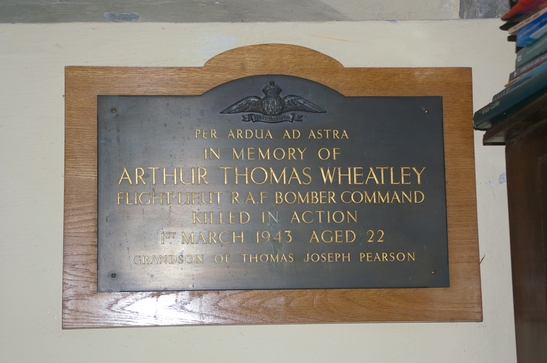 PER ARDUA AD ASTRA
IN MEMORY OF
ARTHUR THOMAS WHEATLEY
FLIGHT LIEUT R.A.F BOMBER COMMAND
KILLED IN ACTION
1ST MARCH 1943 AGED 22
GRANDSON OF THOMAS JOSEPH PEARSON